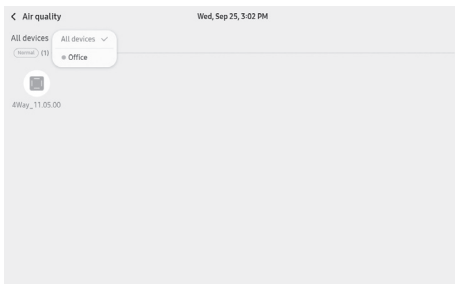 Air quality
Wed, Sep 25, 3:02 PM
All devices
All devices
Normal (1)
Office
4Way_11.05.00